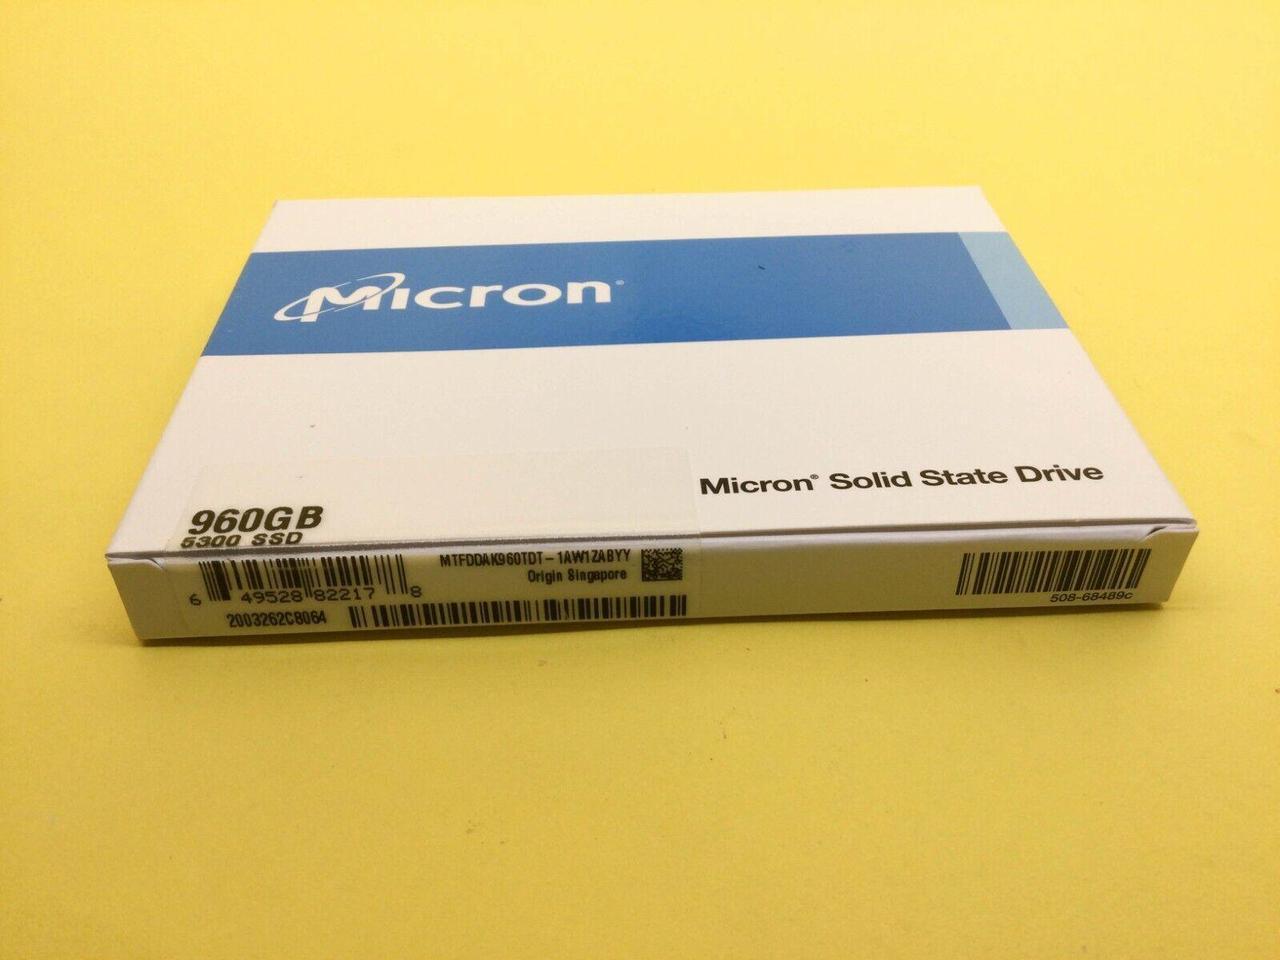 Micron®
Micron® Solid State Drive
960GB
5300 SSD
MTFDDAK960TDT-1AW1ZABYY
Origin Singapore
6 49528 82217 8
2003262C8064
508-68489c